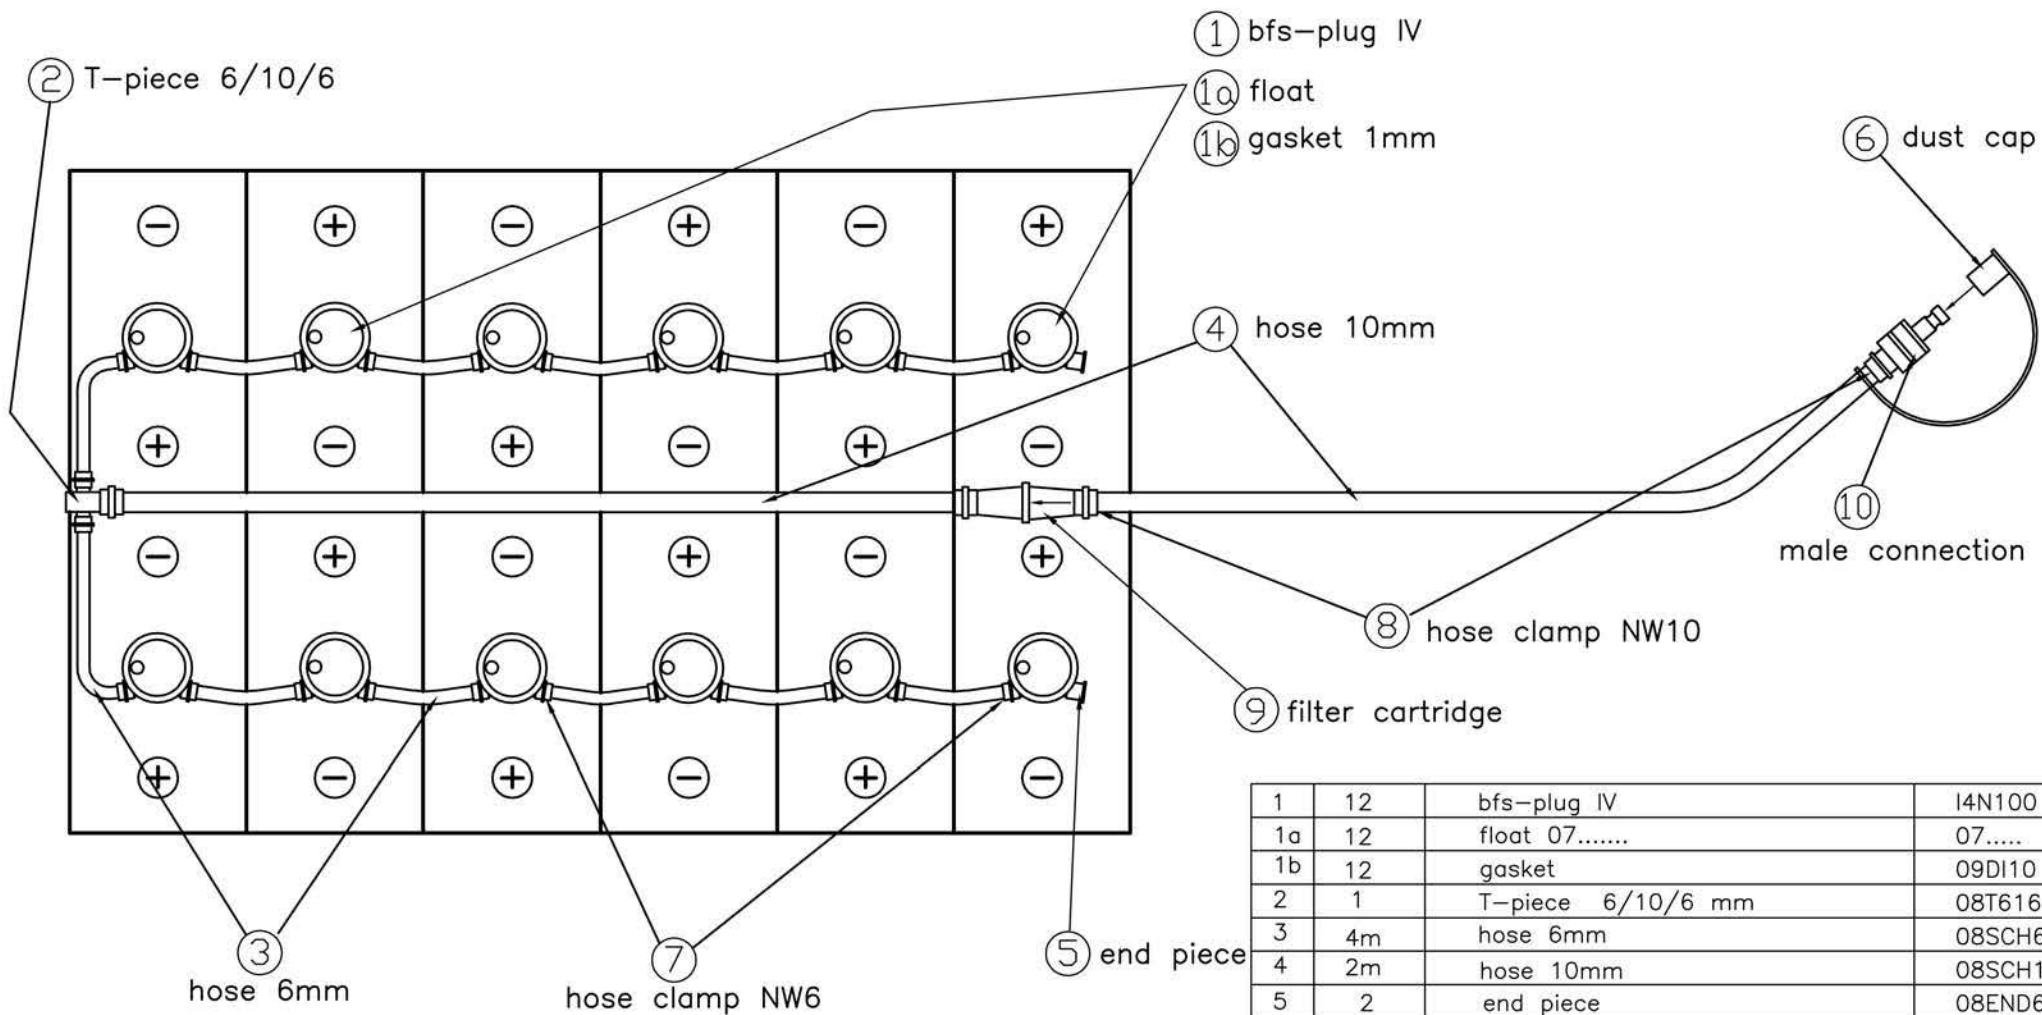 1 bfs-plug IV
2 T-piece 6/10/6
1a float
1b gasket 1mm
6 dust cap
4 hose 10mm
10
male connection
8 hose clamp NW10
9 filter cartridge
3
hose 6mm
7
hose clamp NW6
5 end piece
1 12 bfs-plug IV I4N100
1a 12 float 07....... 07.....
1b 12 gasket 09DI10
2 1 T-piece 6/10/6 mm 08T616
3 4m hose 6mm 08SCH6
4 2m hose 10mm 08SCH1
5 2 end piece 08END6